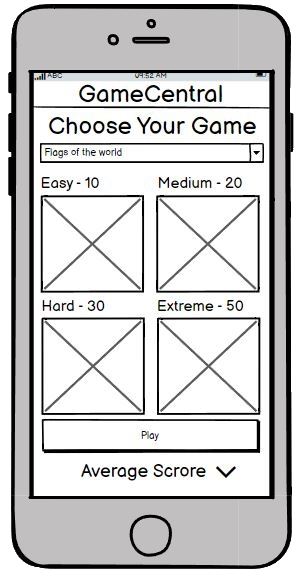 ABC 09:52 AM
GameCentral
Choose Your Game
Flags of the world
Easy - 10 Medium - 20
Hard - 30 Extreme - 50
Play
Average Scrore